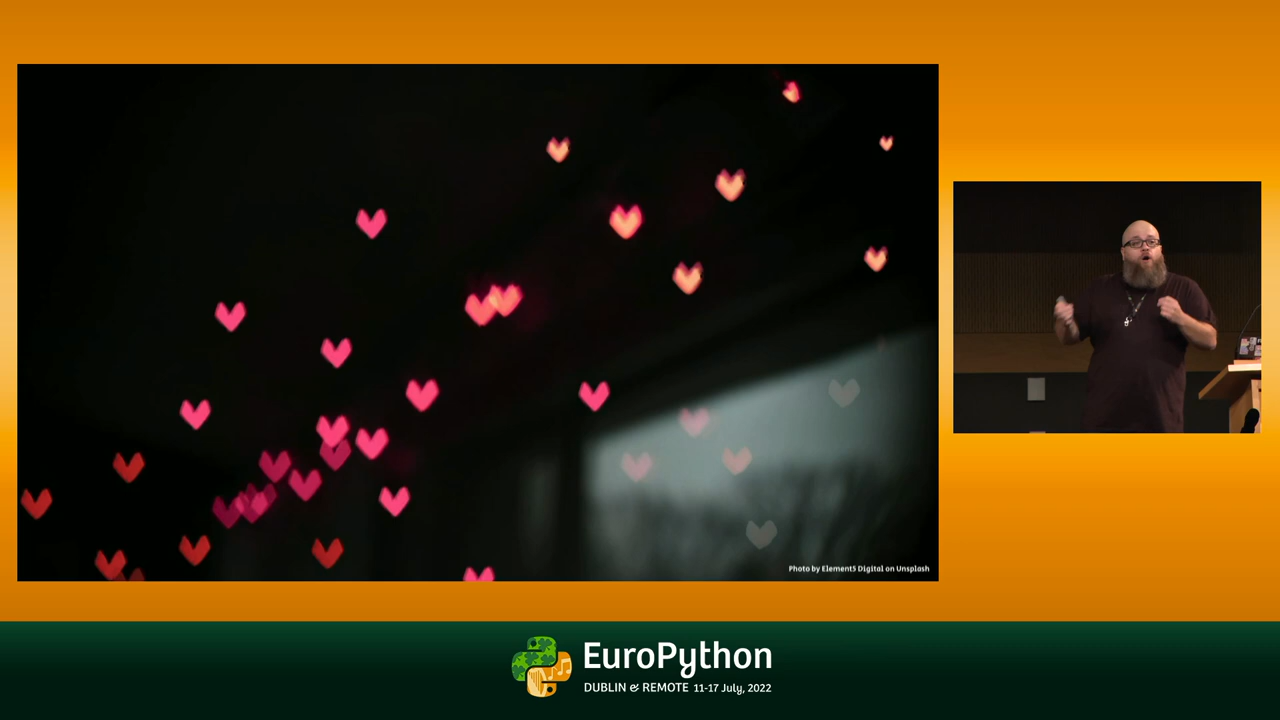 Photo by Element5 Digital on Unsplash
EuroPython
DUBLIN & REMOTE 11-17 July, 2022